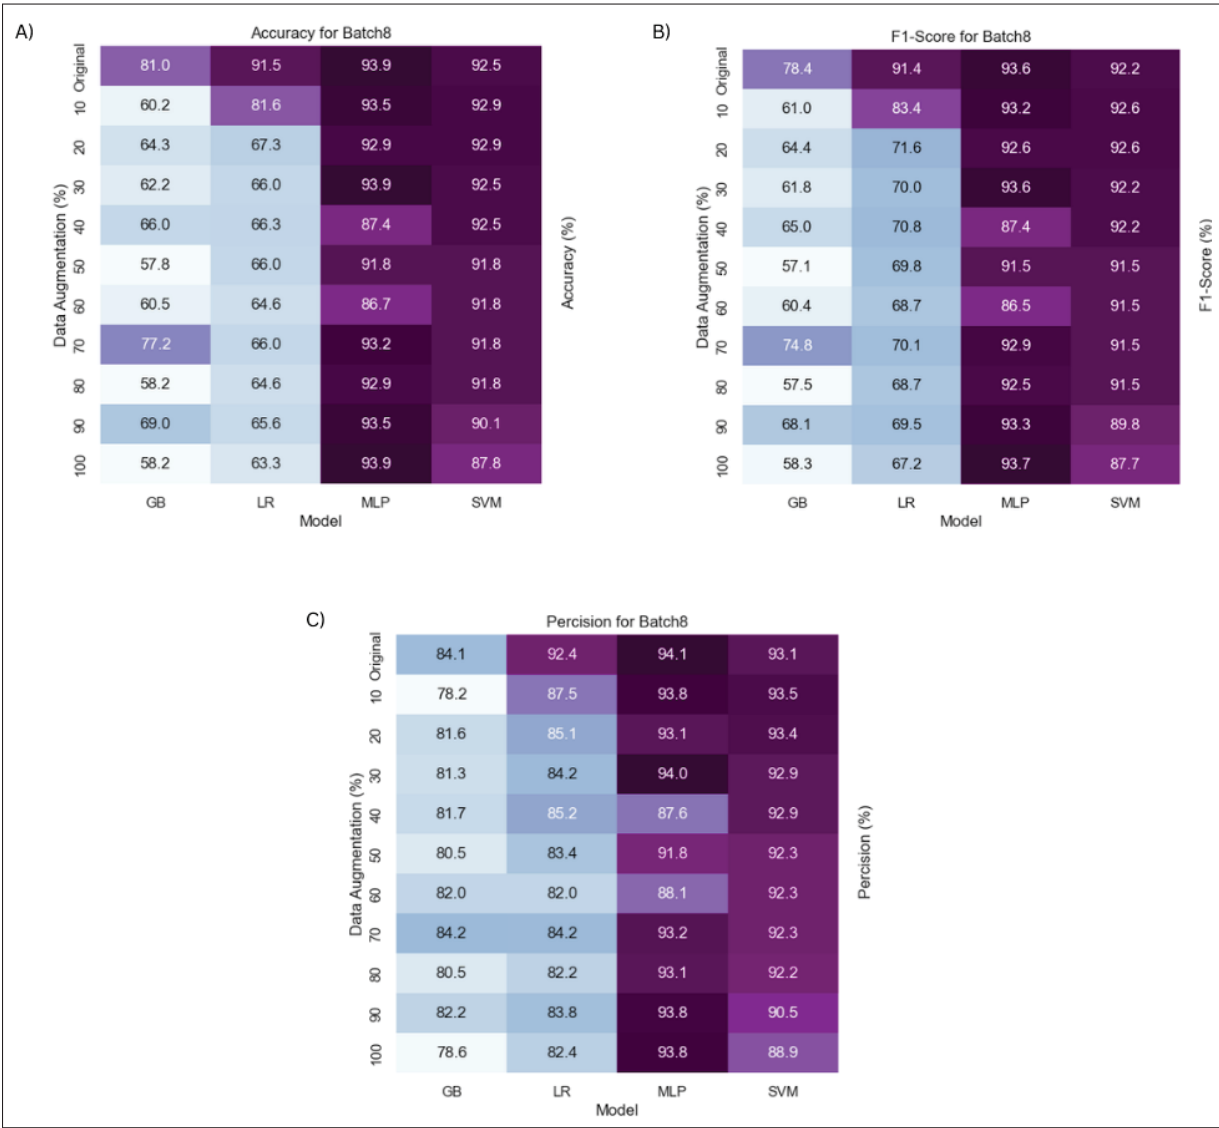 A)
Accuracy for Batch8
Data Augmentation (%)
Original 81.0 91.5 93.9 92.5
10 60.2 81.6 93.5 92.9
20 64.3 67.3 92.9 92.9
30 62.2 66.0 93.9 92.5
40 66.0 66.3 87.4 92.5
50 57.8 66.0 91.8 91.8
60 60.5 64.6 86.7 91.8
70 77.2 66.0 93.2 91.8
80 58.2 64.6 92.9 91.8
90 69.0 65.6 93.5 90.1
100 58.2 63.3 93.9 87.8
GB LR MLP SVM
Model
Accuracy (%)
B)
F1-Score for Batch8
Data Augmentation (%)
Original 78.4 91.4 93.6 92.2
10 61.0 83.4 93.2 92.6
20 64.4 71.6 92.6 92.6
30 61.8 70.0 93.6 92.2
40 65.0 70.8 87.4 92.2
50 57.1 69.8 91.5 91.5
60 60.4 68.7 86.5 91.5
70 74.8 70.1 92.9 91.5
80 57.5 68.7 92.5 91.5
90 68.1 69.5 93.3 89.8
100 58.3 67.2 93.7 87.7
GB LR MLP SVM
Model
F1-Score (%)
C)
Percision for Batch8
Data Augmentation (%)
Original 84.1 92.4 94.1 93.1
10 78.2 87.5 93.8 93.5
20 81.6 85.1 93.1 93.4
30 81.3 84.2 94.0 92.9
40 81.7 85.2 87.6 92.9
50 80.5 83.4 91.8 92.3
60 82.0 82.0 88.1 92.3
70 84.2 84.2 93.2 92.3
80 80.5 82.2 93.1 92.2
90 82.2 83.8 93.8 90.5
100 78.6 82.4 93.8 88.9
GB LR MLP SVM
Model
Percision (%)